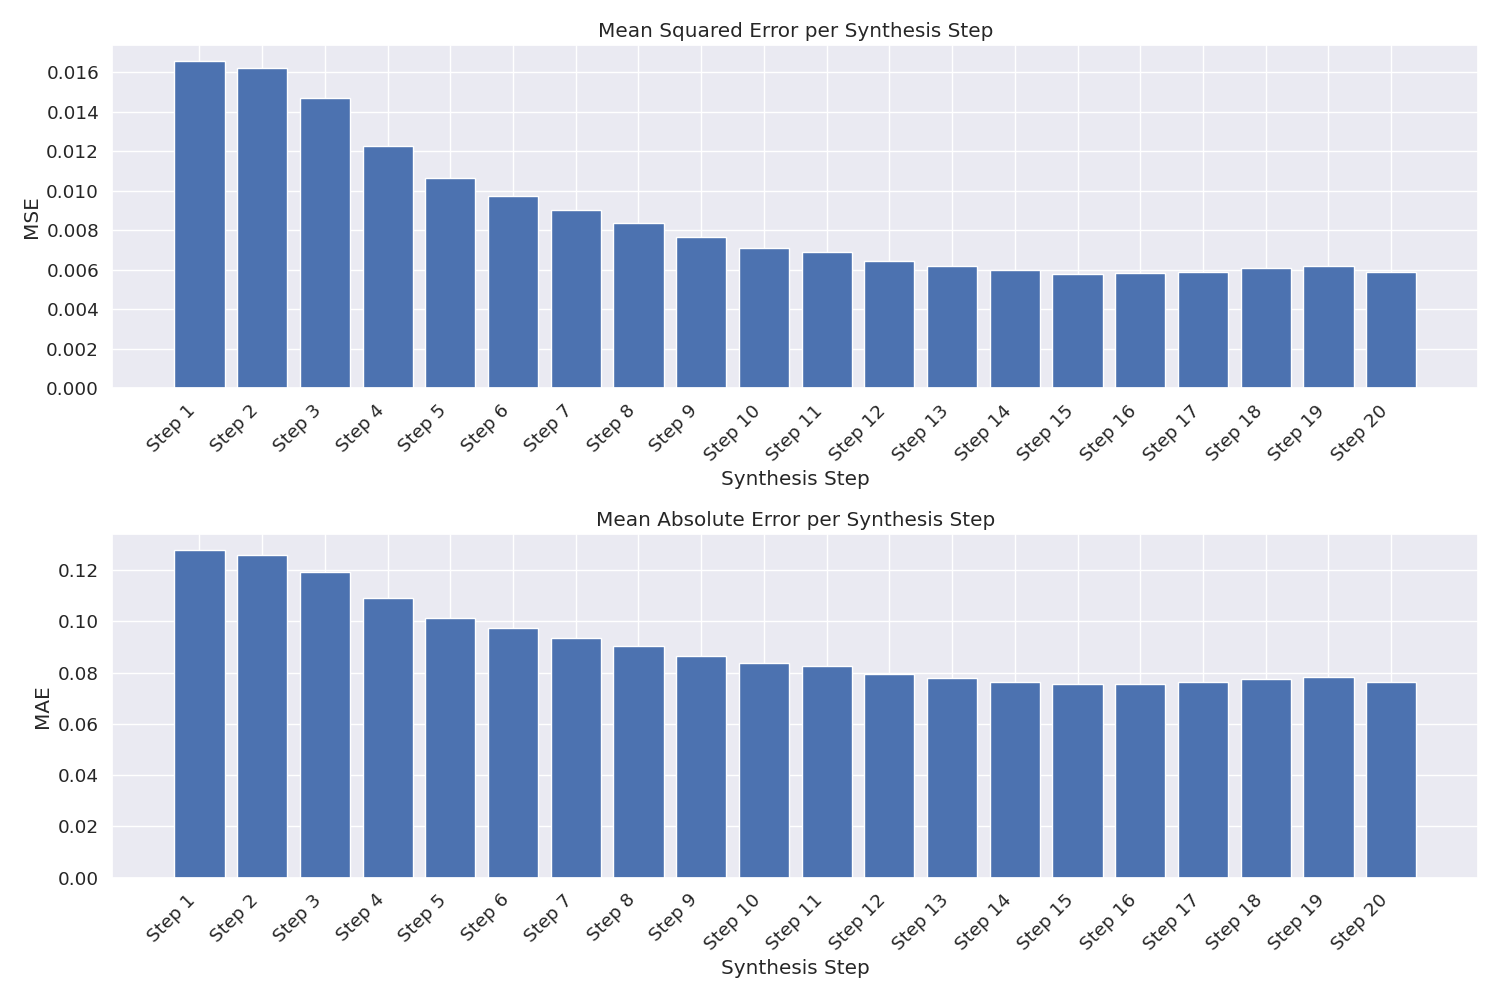 Mean Squared Error per Synthesis Step
MSE
0.016
0.014
0.012
0.010
0.008
0.006
0.004
0.002
0.000
Step 1
Step 2
Step 3
Step 4
Step 5
Step 6
Step 7
Step 8
Step 9
Step 10
Step 11
Step 12
Step 13
Step 14
Step 15
Step 16
Step 17
Step 18
Step 19
Step 20
Synthesis Step
Mean Absolute Error per Synthesis Step
MAE
0.12
0.10
0.08
0.06
0.04
0.02
0.00
Step 1
Step 2
Step 3
Step 4
Step 5
Step 6
Step 7
Step 8
Step 9
Step 10
Step 11
Step 12
Step 13
Step 14
Step 15
Step 16
Step 17
Step 18
Step 19
Step 20
Synthesis Step